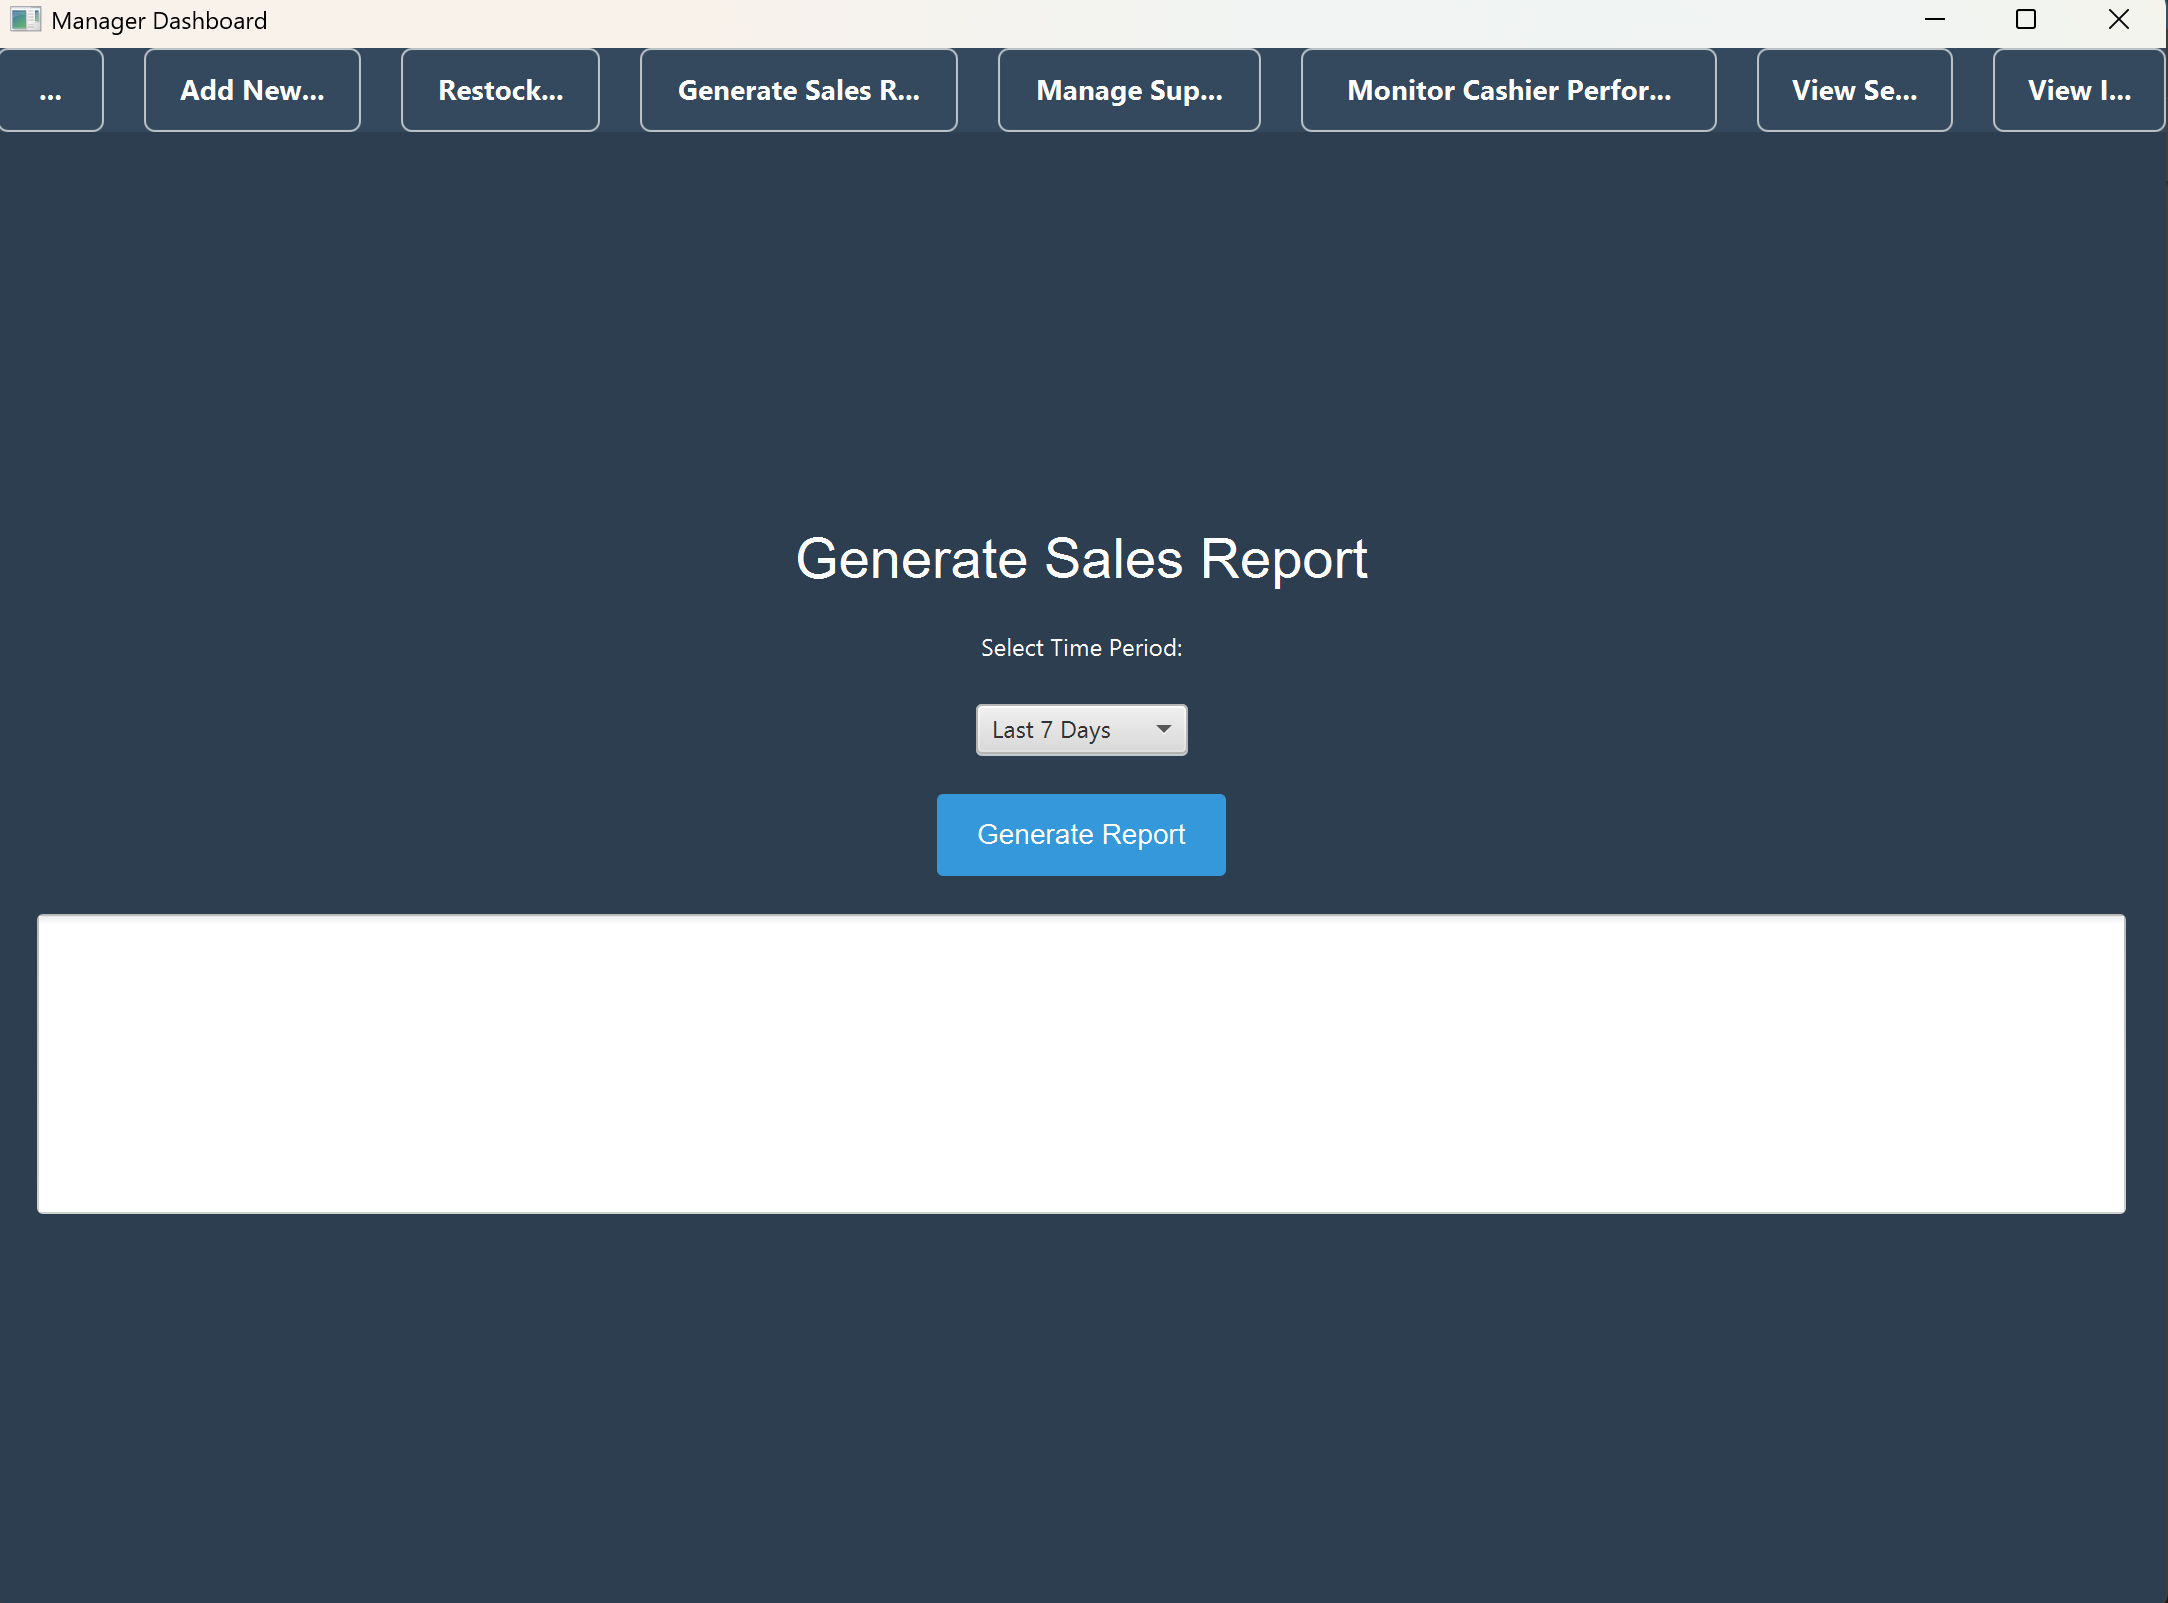 Manager Dashboard
...
Add New...
Restock...
Generate Sales R...
Manage Sup...
Monitor Cashier Perfor...
View Se...
View I...
Generate Sales Report
Select Time Period:
Last 7 Days
Generate Report